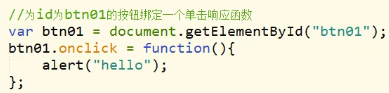 //为id为btn01的按钮绑定一个单击响应函数
var btn01 = document.getElementById("btn01");
btn01.onclick = function(){
    alert("hello");
};